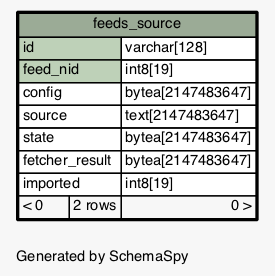 feeds_source
id varchar[128]
feed_nid int8[19]
config bytea[2147483647]
source text[2147483647]
state bytea[2147483647]
fetcher_result bytea[2147483647]
imported int8[19]
< 0 2 rows 0 >
Generated by SchemaSpy